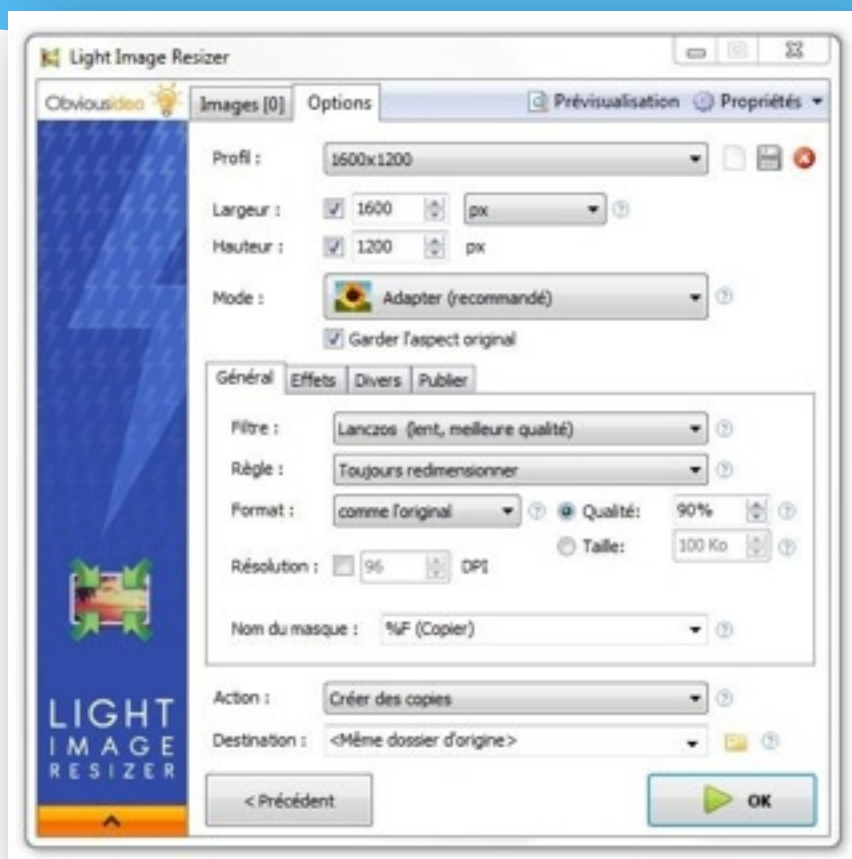 Light Image Resizer
Obviousidea Images [0] Options Prévisualisation Propriétés
Profil : 1600x1200
Largeur : 1600 px
Hauteur : 1200 px
Mode : Adapter (recommandé)
Garder l'aspect original
Général Effets Divers Publier
Filtre : Lanczos (lent, meilleure qualité)
Règle : Toujours redimensionner
Format : comme l'original Qualité: 90%
Taille: 100 Ko
Résolution : 96 DPI
Nom du masque : %F (Copier)
Action : Créer des copies
Destination : <Même dossier d'origine>
LIGHT
IMAGE
RESIZER
< Précédent OK